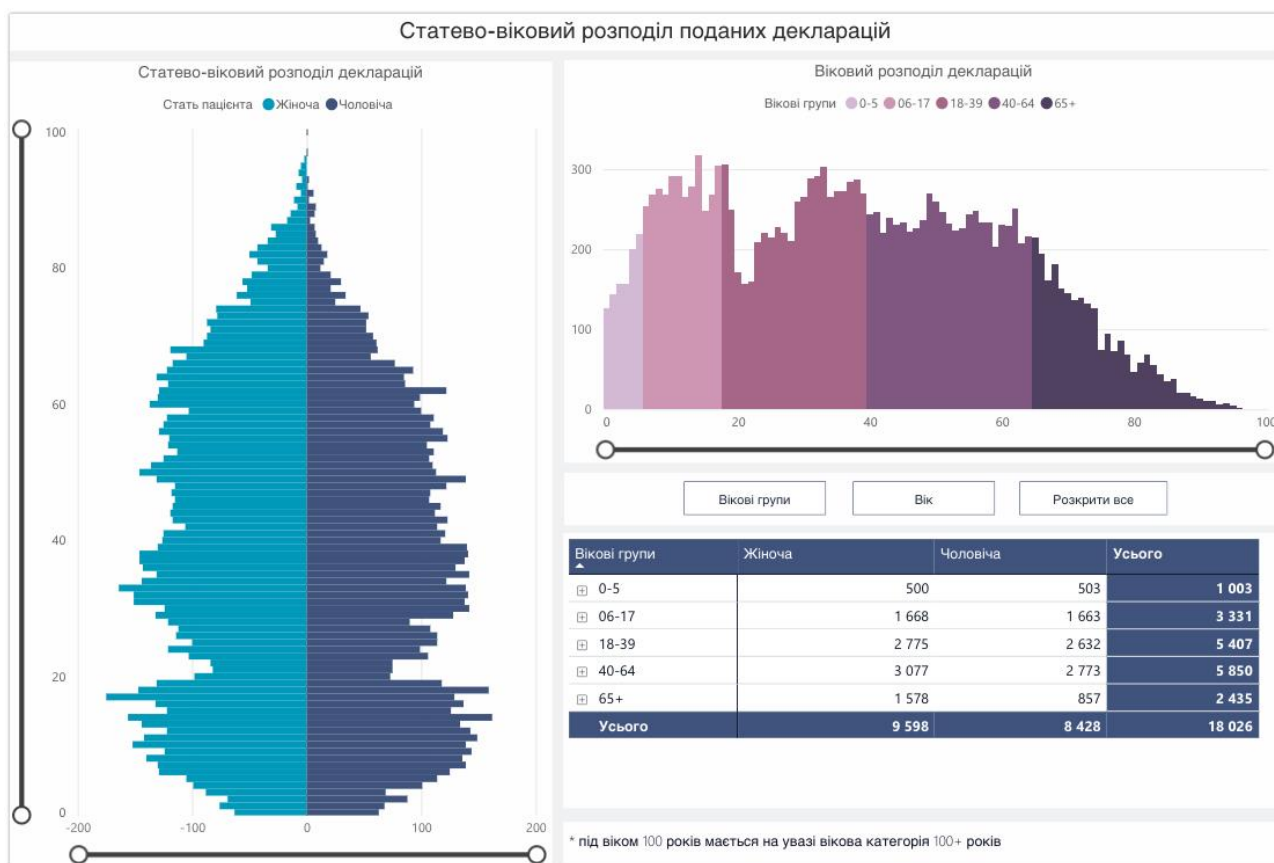 Статево-віковий розподіл поданих декларацій
Статево-віковий розподіл декларацій
Стать пацієнта Жіноча Чоловіча
100
80
60
40
20
0
-200 -100 0 100 200
Віковий розподіл декларацій
Вікові групи 0-5 06-17 18-39 40-64 65+
300
200
100
0
0 20 40 60 80 100
Вікові групи Вік Розкрити все
Вікові групи Жіноча Чоловіча Усього
0-5 500 503 1 003
06-17 1 668 1 663 3 331
18-39 2 775 2 632 5 407
40-64 3 077 2 773 5 850
65+ 1 578 857 2 435
Усього 9 598 8 428 18 026
* під віком 100 років мається на увазі вікова категорія 100+ років